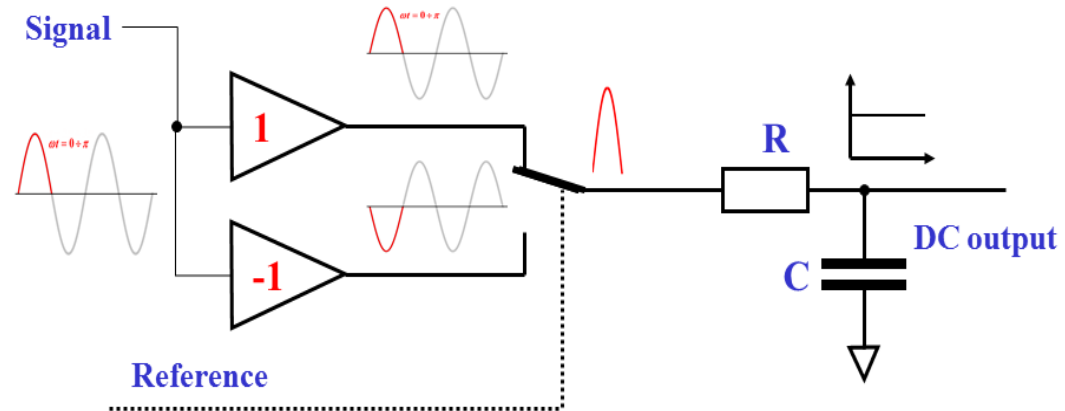 Signal
ωt = 0 ÷ π
ωt = 0 ÷ π
1
R
-1
C
DC output
Reference